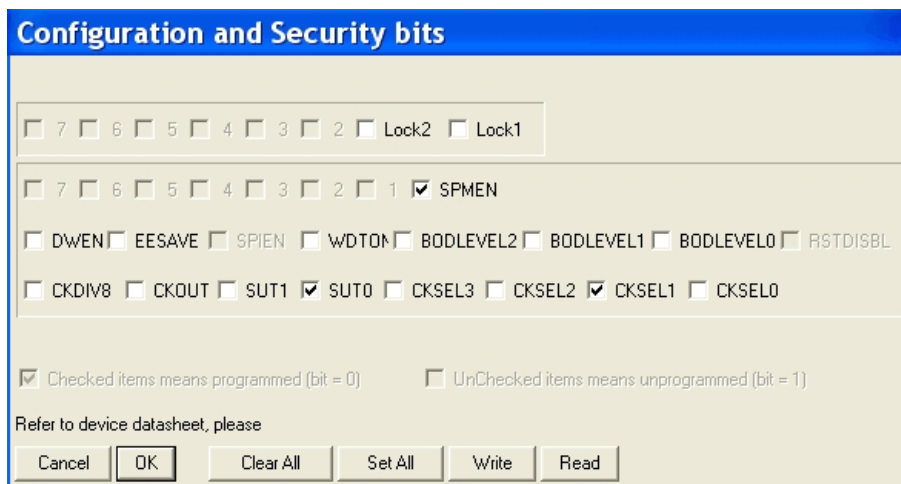 Configuration and Security bits
7 6 5 4 3 2 Lock2 Lock1
7 6 5 4 3 2 1 SPMEN
DWEN EESAVE SPIEN WDTON BODLEVEL2 BODLEVEL1 BODLEVEL0 RSTDISBL
CKDIV8 CKOUT SUT1 SUT0 CKSEL3 CKSEL2 CKSEL1 CKSEL0
Checked items means programmed (bit = 0) UnChecked items means unprogrammed (bit = 1)
Refer to device datasheet, please
Cancel OK Clear All Set All Write Read